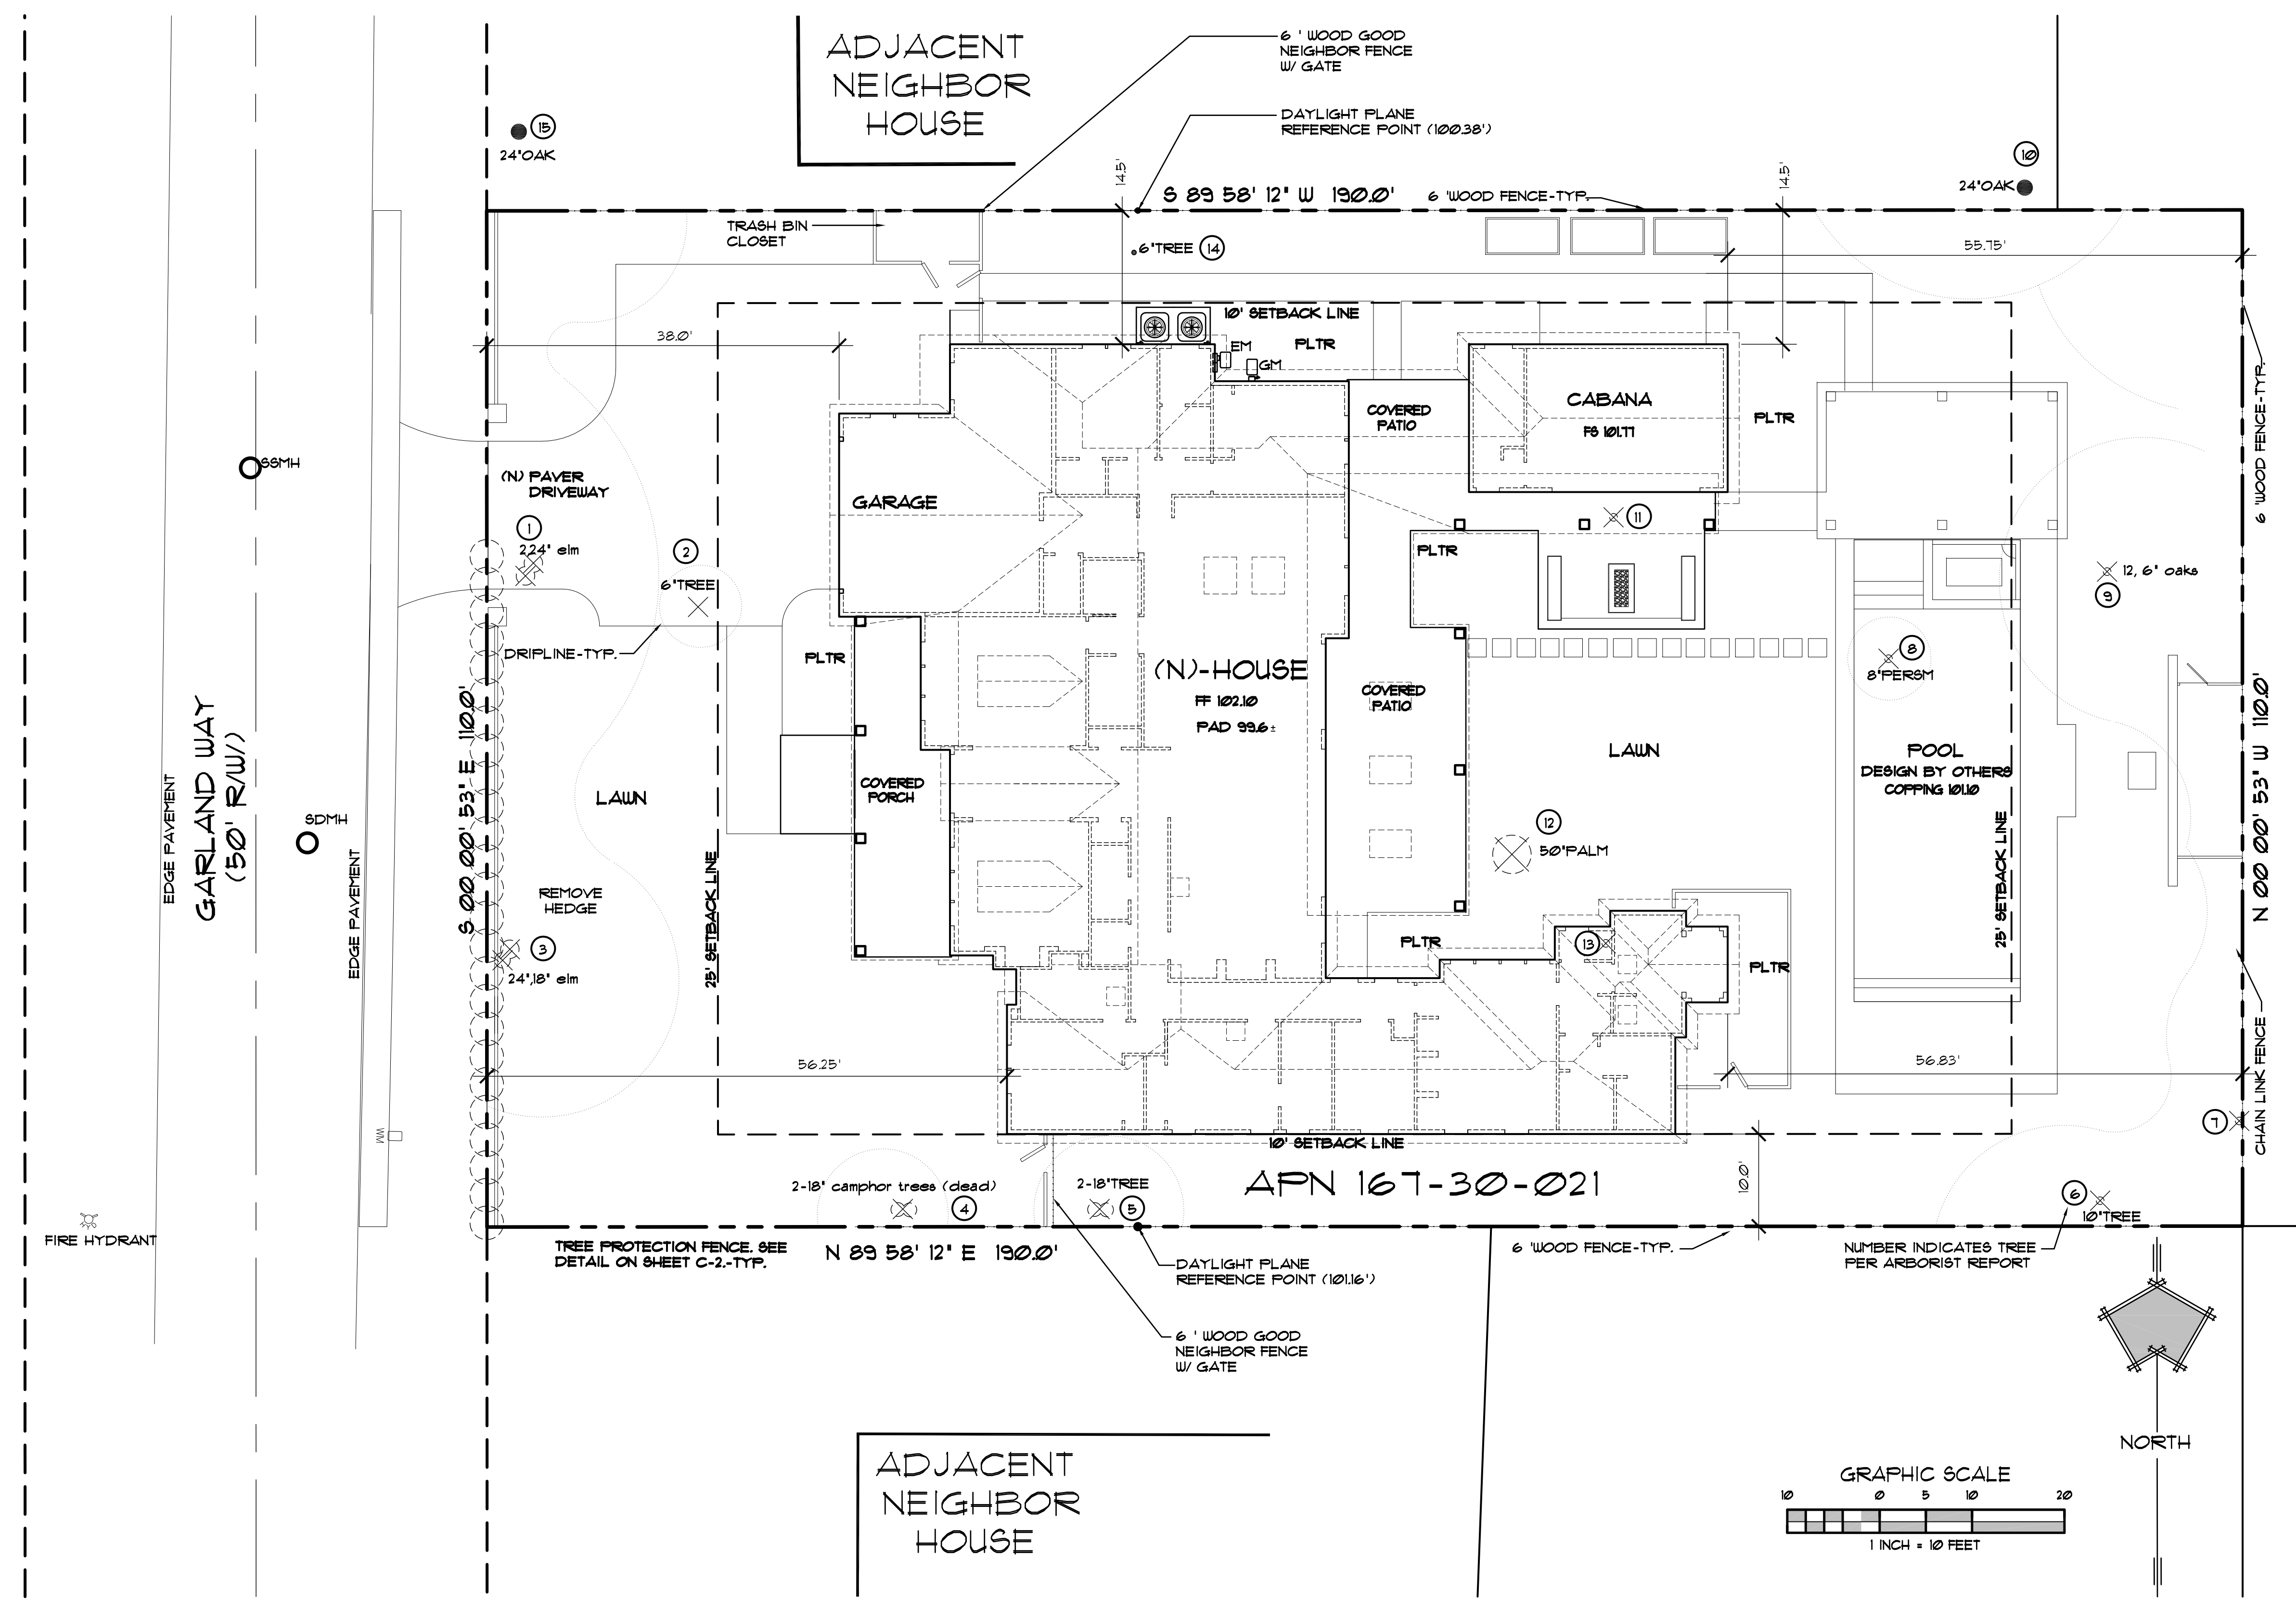 ADJACENT
NEIGHBOR
HOUSE
6 ' WOOD GOOD
NEIGHBOR FENCE
W/ GATE
DAYLIGHT PLANE
REFERENCE POINT (100.38')
15
24"OAK
10
24"OAK
14.5'
14.5'
S 89 58' 12" W 190.0'
6 'WOOD FENCE-TYP.
TRASH BIN
CLOSET
6"TREE
14
55.75'
10' SETBACK LINE
38.0'
EM
GM
PLTR
CABANA
FS 101.77
COVERED
PATIO
PLTR
6 'WOOD FENCE-TYP.
SSMH
(N) PAVER
DRIVEWAY
GARAGE
1
2,24" elm
2
6"TREE
11
PLTR
12, 6" oaks
9
DRIPLINE-TYP.
PLTR
(N)-HOUSE
FF 102.10
PAD 99.6±
COVERED
PATIO
8
8"PERSM
GARLAND WAY
(50' R/W/)
EDGE PAVEMENT
EDGE PAVEMENT
S 00 00' 53" E 110.0'
N 00 00' 53" W 110.0'
LAWN
COVERED
PORCH
LAWN
POOL
DESIGN BY OTHERS
COPPING 101.10
SDMH
12
50"PALM
25' SETBACK LINE
25' SETBACK LINE
REMOVE
HEDGE
3
24",18" elm
PLTR
13
PLTR
56.25'
56.83'
CHAIN LINK FENCE
7
WM
10' SETBACK LINE
2-18" camphor trees (dead)
4
2-18"TREE
5
APN 167-30-021
10.0'
6
10"TREE
FIRE HYDRANT
TREE PROTECTION FENCE. SEE
DETAIL ON SHEET C-2.-TYP.
N 89 58' 12" E 190.0'
DAYLIGHT PLANE
REFERENCE POINT (101.16')
6 'WOOD FENCE-TYP.
NUMBER INDICATES TREE
PER ARBORIST REPORT
6 ' WOOD GOOD
NEIGHBOR FENCE
W/ GATE
NORTH
ADJACENT
NEIGHBOR
HOUSE
GRAPHIC SCALE
10 0 5 10 20
1 INCH = 10 FEET